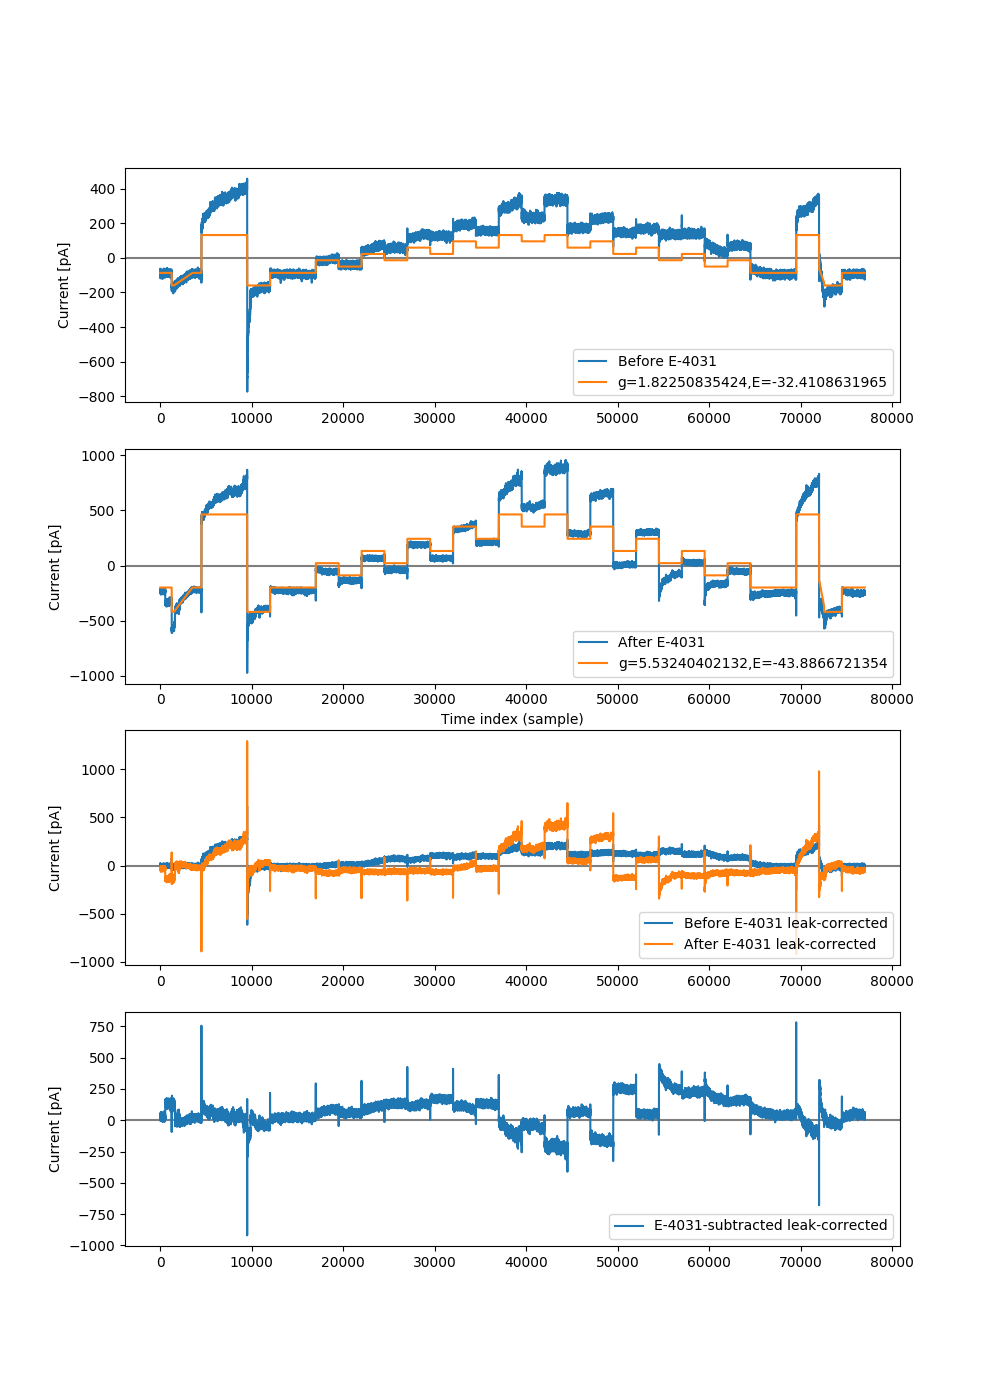 400
200
0
−200
−400
−600
−800
Current [pA]
Before E-4031
g=1.82250835424,E=-32.4108631965
0 10000 20000 30000 40000 50000 60000 70000 80000
1000
500
0
−500
−1000
Current [pA]
After E-4031
g=5.53240402132,E=-43.8866721354
0 10000 20000 30000 40000 50000 60000 70000 80000
Time index (sample)
1000
500
0
−500
−1000
Current [pA]
Before E-4031 leak-corrected
After E-4031 leak-corrected
0 10000 20000 30000 40000 50000 60000 70000 80000
750
500
250
0
−250
−500
−750
−1000
Current [pA]
E-4031-subtracted leak-corrected
0 10000 20000 30000 40000 50000 60000 70000 80000